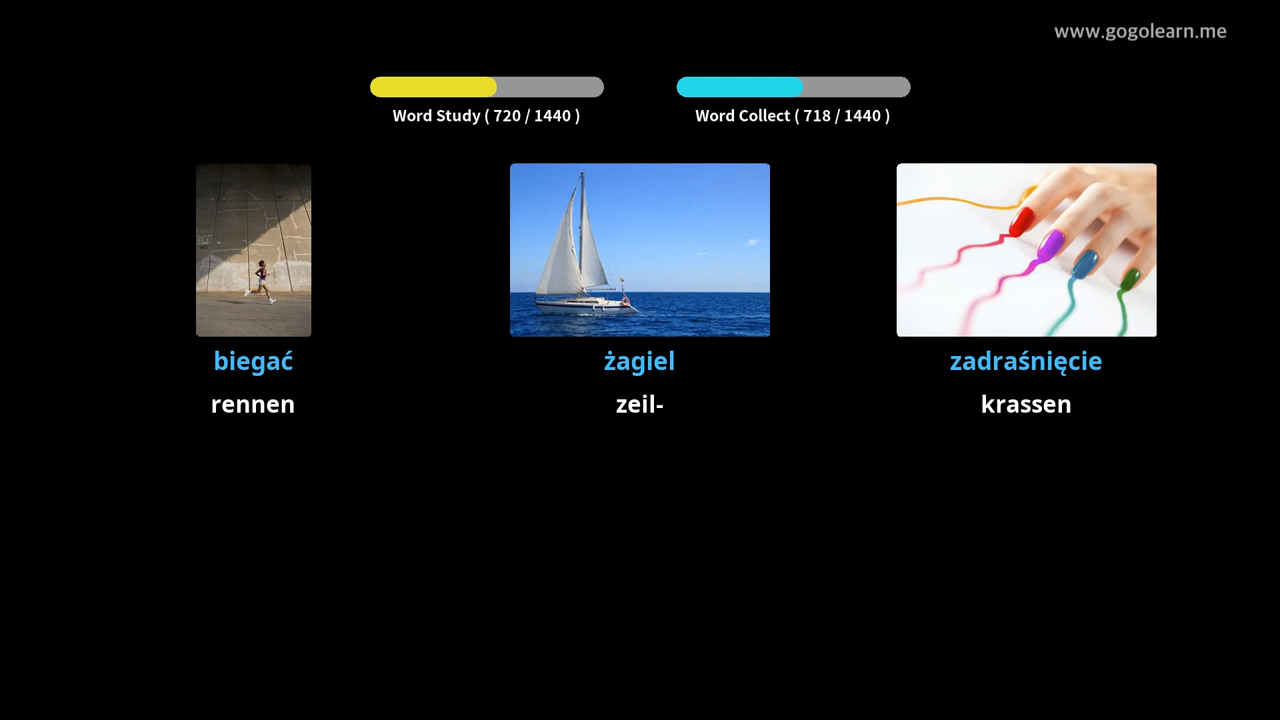 www.gogolearn.me
Word Study ( 720 / 1440 )
Word Collect ( 718 / 1440 )
biegać
żagiel
zadraśnięcie
rennen
zeil-
krassen